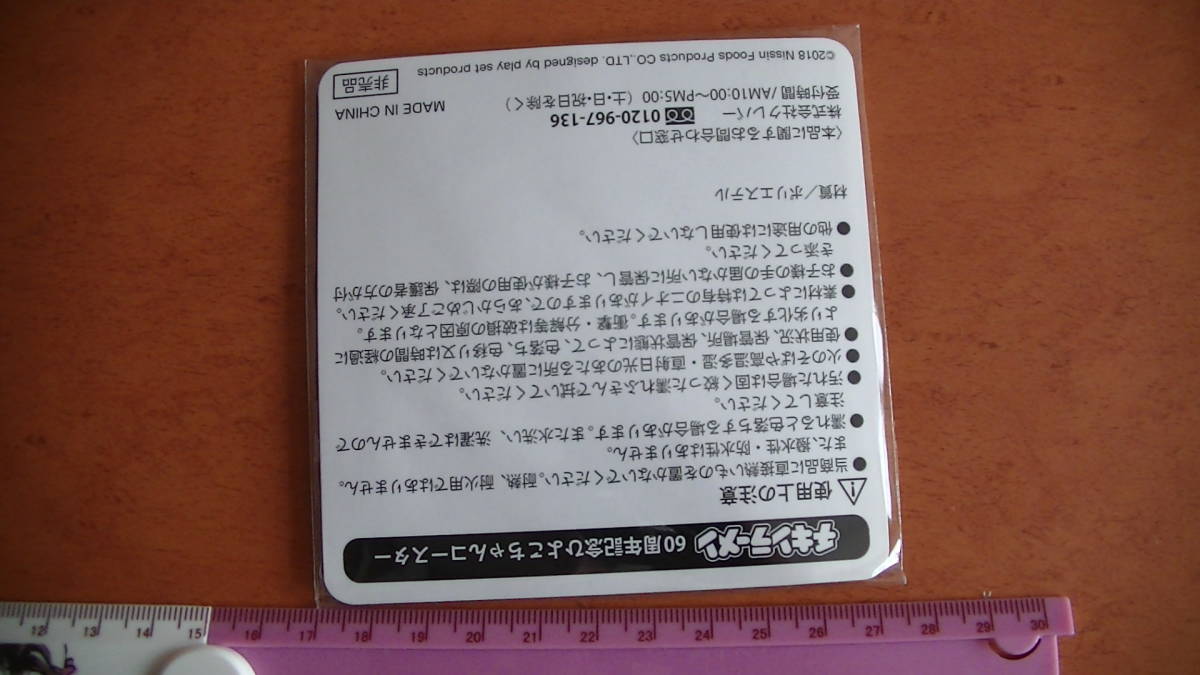 チキンラーメン 60周年記念ひよこちゃんコースター
使用上の注意
●当商品に直接熱いものを置かないでください。耐熱、耐火用ではありません。
また、撥水性・防水性はありません。
●濡れると色落ちする場合があります。また水洗い、洗濯はできませんので
注意してください。
●汚れた場合は固く絞った濡れふきんで拭いてください。
●火のそばや高温多湿・直射日光のあたる所に置かないでください。
●使用状況、保管場所、保管状態によって、色落ち、色移り又は時間の経過に
より劣化する場合があります。衝撃・分解等は破損の原因となります。
●素材によっては特有のニオイがありますので、あらかじめご了承ください。
●お子様の手の届かない所に保管し、お子様が使用の際は、保護者の方が付
き添ってください。
●他の用途には使用しないでください。
材質／ポリエステル
〈本品に関するお問合わせ窓口〉
株式会社クレバー 0120-967-136
受付時間 /AM10:00〜PM5:00（土・日・祝日を除く）
MADE IN CHINA
非売品
©2018 Nissin Foods Products CO.,LTD. designed by play set products
12 13 14 15 16 17 18 19 20 21 22 23 24 25 26 27 28 29 30